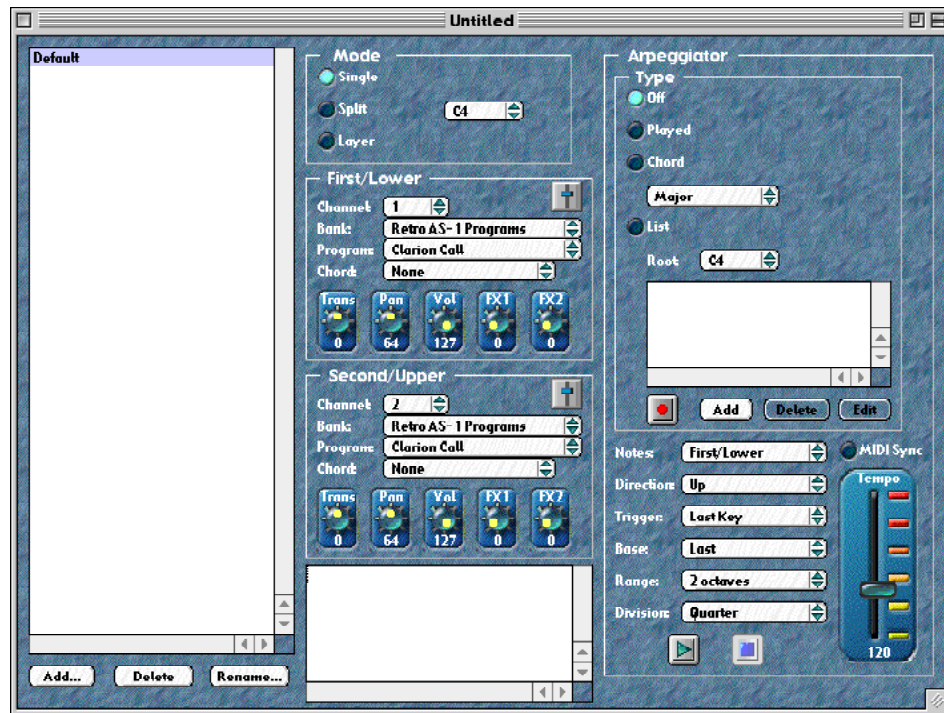 Untitled
Default
Add...
Delete
Rename...
Mode
Single
Split
C4
Layer
First/Lower
Channel:
1
Bank:
Retro AS-1 Programs
Program:
Clarion Call
Chord:
None
Trans
Pan
Vol
FX1
FX2
0
64
127
0
0
Second/Upper
Channel:
2
Bank:
Retro AS-1 Programs
Program:
Clarion Call
Chord:
None
Trans
Pan
Vol
FX1
FX2
0
64
127
0
0
Arpeggiator
Type
Off
Played
Chord
Major
List
Root:
C4
Add
Delete
Edit
Notes:
First/Lower
MIDI Sync
Direction:
Up
Trigger:
Last Key
Base:
Last
Range:
2 octaves
Division:
Quarter
Tempo
120